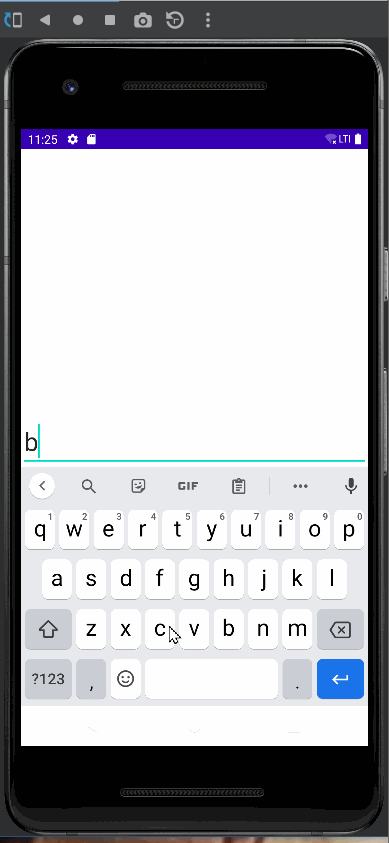 11:25 LTE
b
GIF
q1 w2 e3 r4 t5 y6 u7 i8 o9 p0
a s d f g h j k l
z x c v b n m
?123 , .